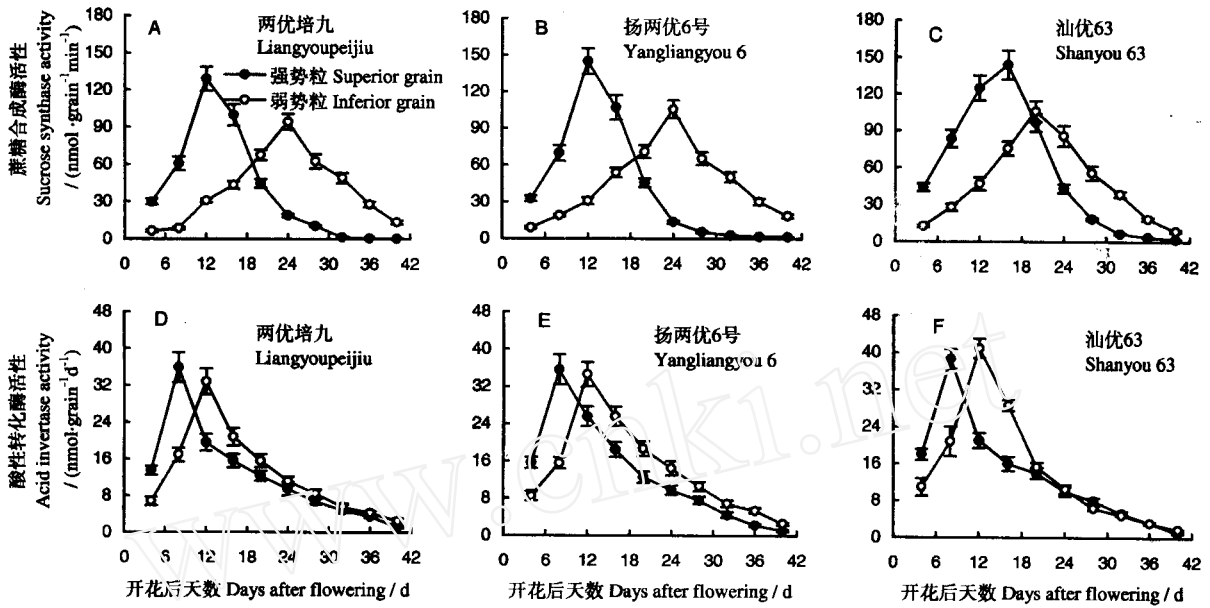 蔗糖合成酶活性
Sucrose synthase activity
/ (nmol·grain⁻¹min⁻¹)
180
150
120
90
60
30
0
A
两优培九
Liangyoupeijiu
强势粒 Superior grain
弱势粒 Inferior grain
0 6 12 18 24 30 36 42
180
150
120
90
60
30
0
B
扬两优6号
Yangliangyou 6
0 6 12 18 24 30 36 42
180
150
120
90
60
30
0
C
汕优63
Shanyou 63
0 6 12 18 24 30 36 42
酸性转化酶活性
Acid invertase activity
/ (nmol·grain⁻¹d⁻¹)
48
40
32
24
16
8
0
D
两优培九
Liangyoupeijiu
0 6 12 18 24 30 36 42
开花后天数 Days after flowering / d
48
40
32
24
16
8
0
E
扬两优6号
Yangliangyou 6
0 6 12 18 24 30 36 42
开花后天数 Days after flowering / d
48
40
32
24
16
8
0
F
汕优63
Shanyou 63
0 6 12 18 24 30 36 42
开花后天数 Days after flowering / d
www.cnki.net